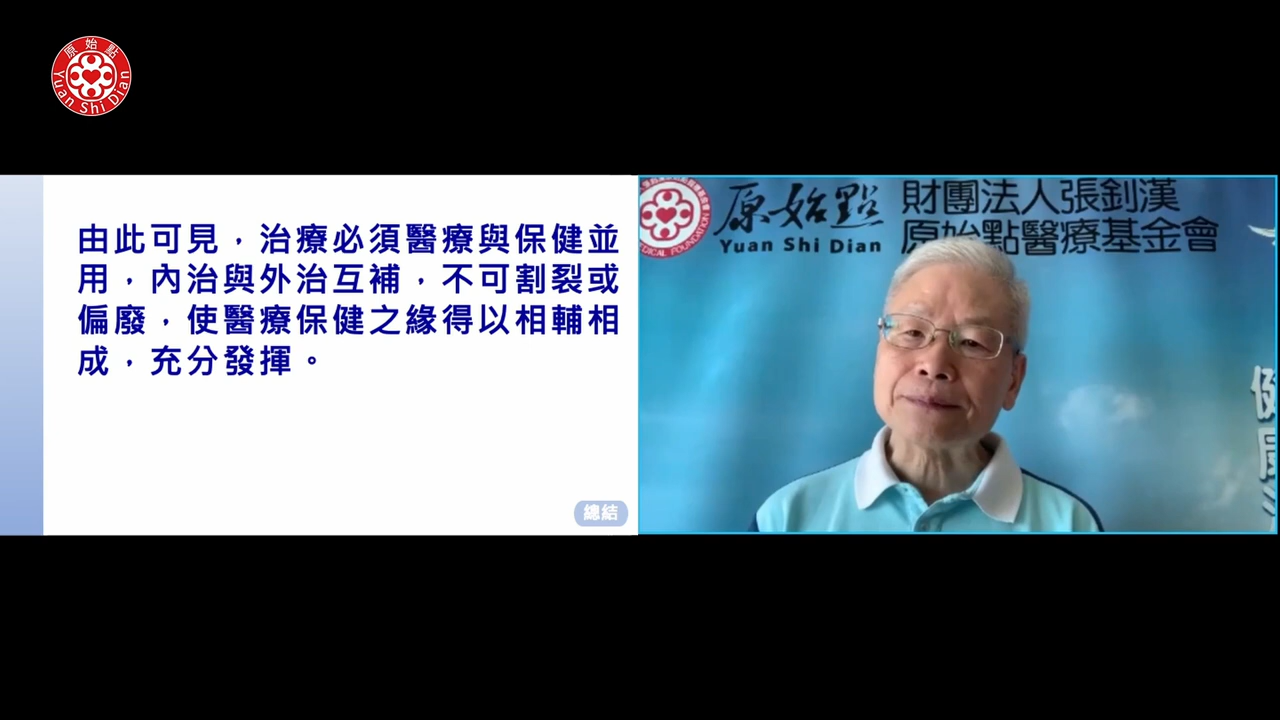 原始點
Yuan Shi Dian
由此可見，治療必須醫療與保健並
用，內治與外治互補，不可割裂或
偏廢，使醫療保健之緣得以相輔相
成，充分發揮。
總結
原始點
Yuan Shi Dian
財團法人張釗漢
原始點醫療基金會